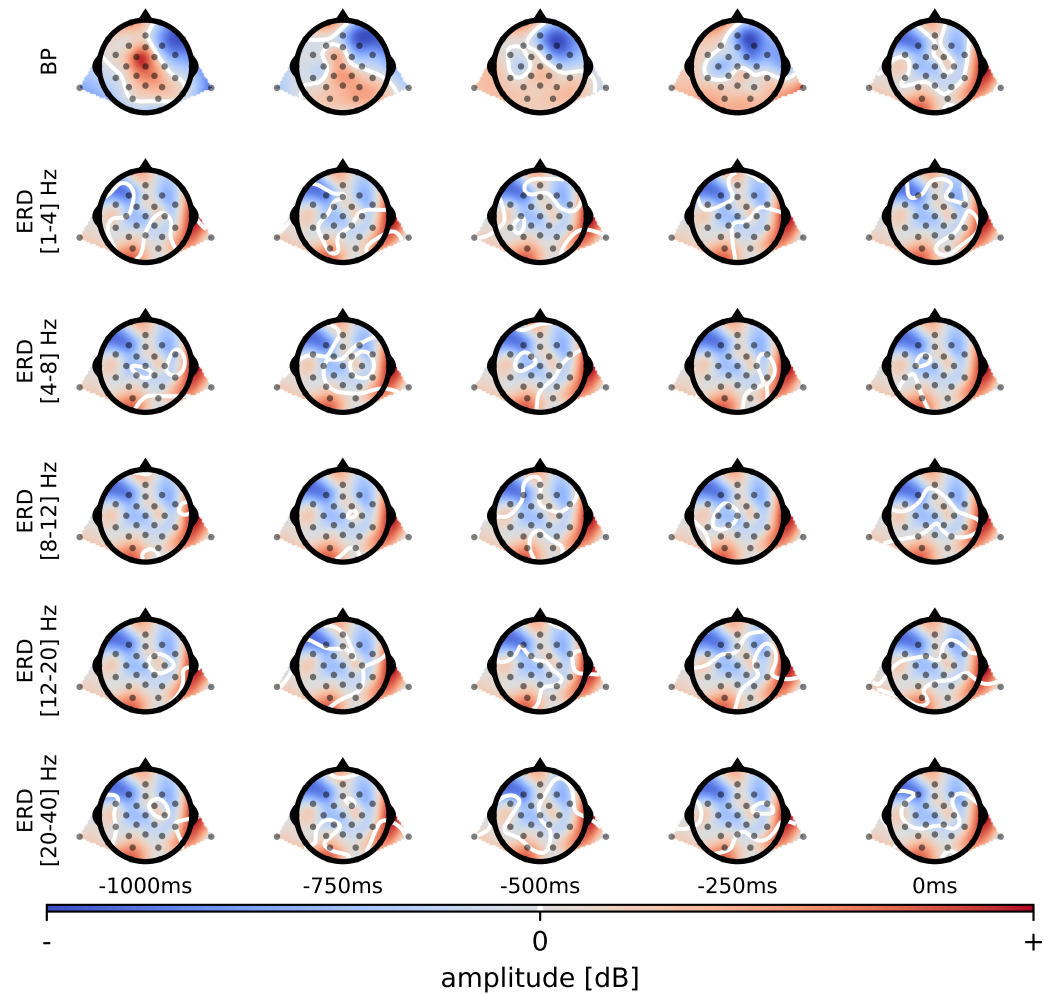 BP
ERD
[1-4] Hz
ERD
[4-8] Hz
ERD
[8-12] Hz
ERD
[12-20] Hz
ERD
[20-40] Hz
-1000ms -750ms -500ms -250ms 0ms
- 0 +
amplitude [dB]